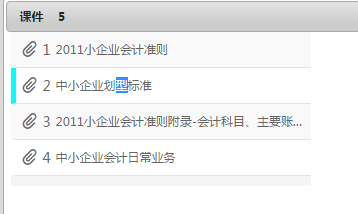 课件 5
1 2011小企业会计准则
2 中小企业划型标准
3 2011小企业会计准则附录-会计科目、主要账...
4 中小企业会计日常业务